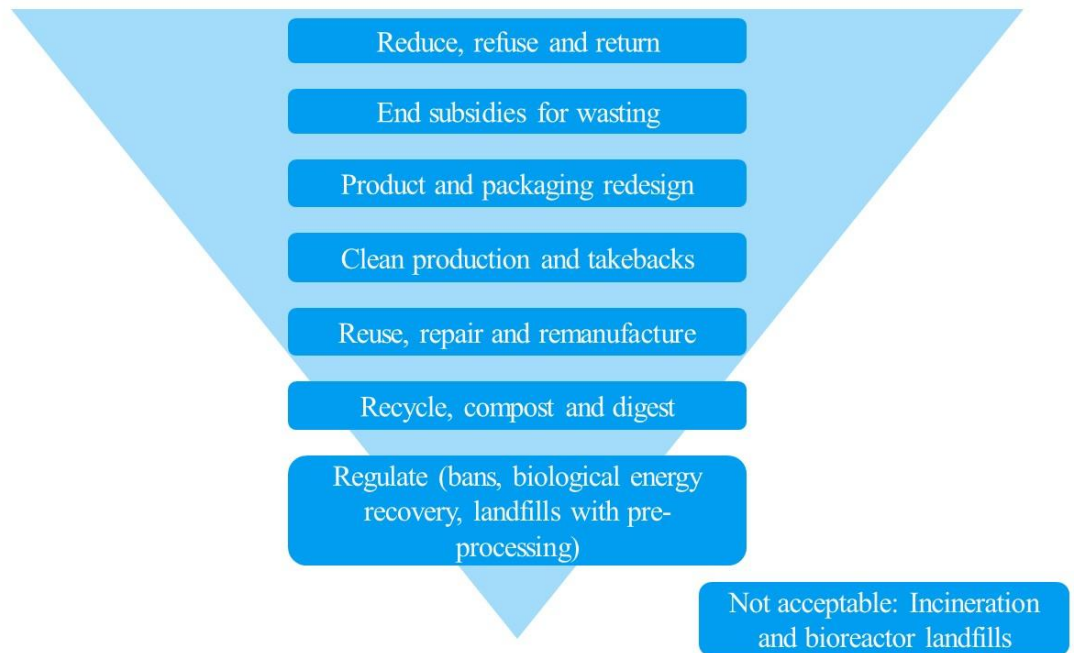 Reduce, refuse and return
End subsidies for wasting
Product and packaging redesign
Clean production and takebacks
Reuse, repair and remanufacture
Recycle, compost and digest
Regulate (bans, biological energy
recovery, landfills with pre-
processing)
Not acceptable: Incineration
and bioreactor landfills